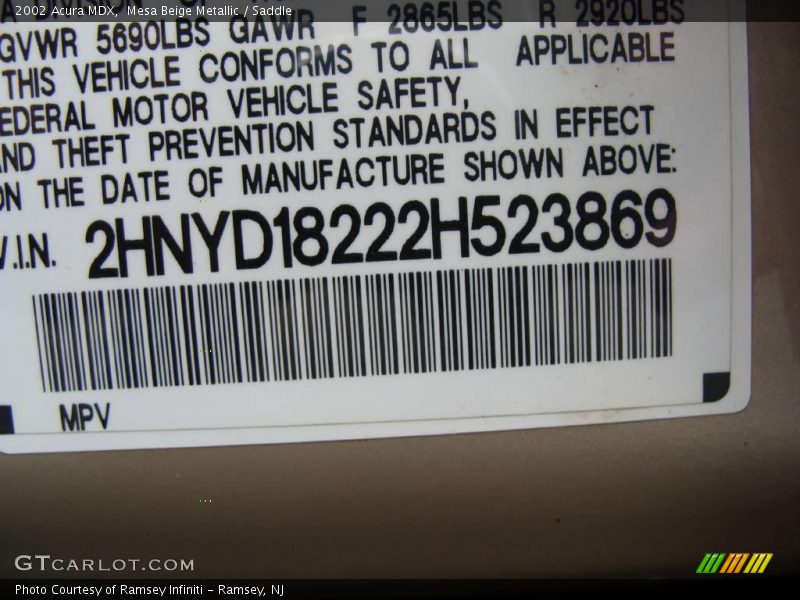 2002 Acura MDX, Mesa Beige Metallic / Saddle
GVWR 5690LBS GAWR F 2865LBS R 2920LBS
THIS VEHICLE CONFORMS TO ALL APPLICABLE
EDERAL MOTOR VEHICLE SAFETY,
ND THEFT PREVENTION STANDARDS IN EFFECT
ON THE DATE OF MANUFACTURE SHOWN ABOVE:
V.I.N. 2HNYD18222H523869
MPV
GTCARLOT.COM
Photo Courtesy of Ramsey Infiniti - Ramsey, NJ